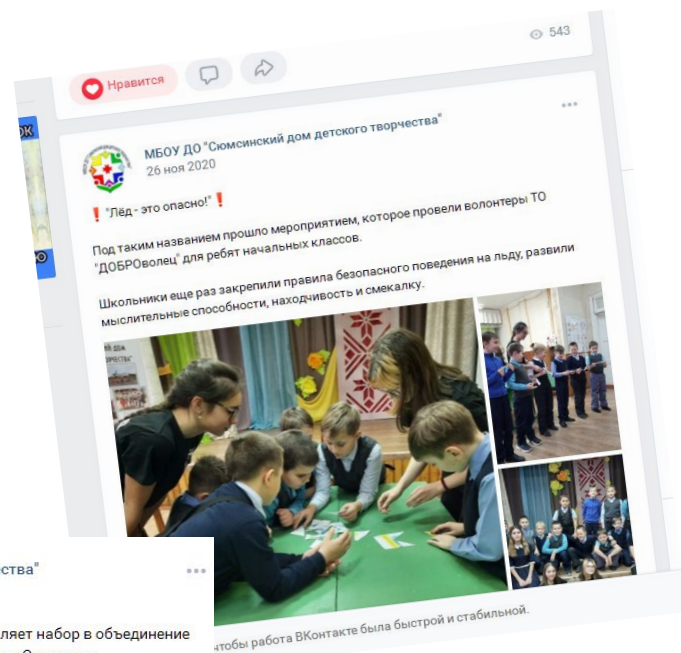 543
Нравится
ОК
Ю
МБОУ ДО "Сюмсинский дом детского творчества"
26 ноя 2020
❗ "Лёд - это опасно!" ❗
Под таким названием прошло мероприятием, которое провели волонтеры ТО
"ДОБРОволец" для ребят начальных классов.
Школьники еще раз закрепили правила безопасного поведения на льду, развили
мыслительные способности, находчивость и смекалку.
чтобы работа ВКонтакте была быстрой и стабильной.
ства"
ляет набор в объединение